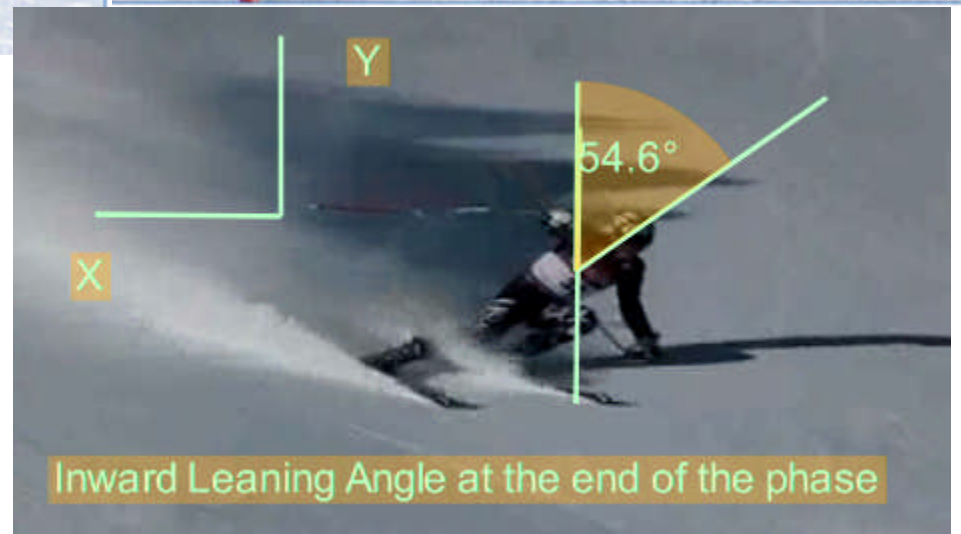 Y
54.6°
X
Inward Leaning Angle at the end of the phase